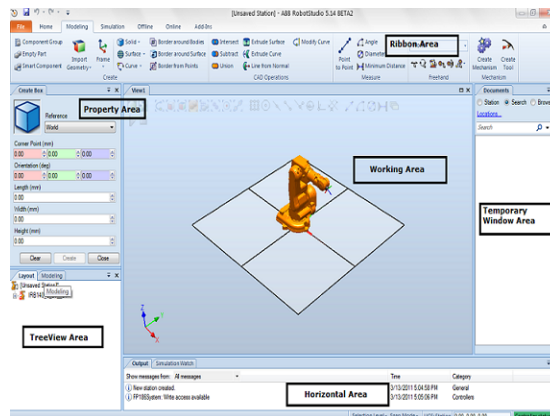 [Unsaved Station] - ABB RobotStudio 5.14 BETA2
File Home Modeling Simulation Offline Online Add-Ins
Component Group
Empty Part
Smart Component
Import Geometry
Frame
Solid
Surface
Curve
Border around Bodies
Border around Surface
Border from Points
Create
Intersect
Subtract
Union
Extrude Surface
Extrude Curve
Line from Normal
Modify Curve
CAD Operations
Point to Point
Angle
Minimum Distance
Measure
Ribbon Area
Freehand
Create Mechanism
Create Tool
Mechanism
Create Box
Property Area
Reference
World
Corner Point (mm)
0.00 0.00 0.00
Orientation (deg)
0.00 0.00 0.00
Length (mm)
0.00
Width (mm)
0.00
Height (mm)
0.00
Clear Create Close
View1
Working Area
Documents
Station Search Browse
Locations...
Search
Temporary
Window Area
Layout Modeling
[Unsaved Station]*
Modeling
TreeView Area
Output Simulation Watch
Show messages from: All messages
Time Category
New station created. 3/13/2011 5:04:58 PM General
3/13/2011 5:05:06 PM Controllers
Horizontal Area